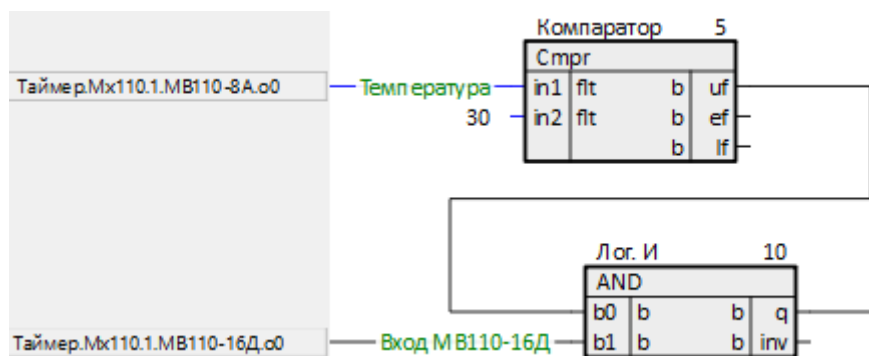 Компаратор 5
Cmpr
Таймер.Мх110.1.МВ110-8А.о0 Температура in1 flt b uf
30 in2 flt b ef
b lf
Лог. И 10
AND
b0 b b q
Таймер.Мх110.1.МВ110-16Д.о0 Вход МВ110-16Д b1 b b inv